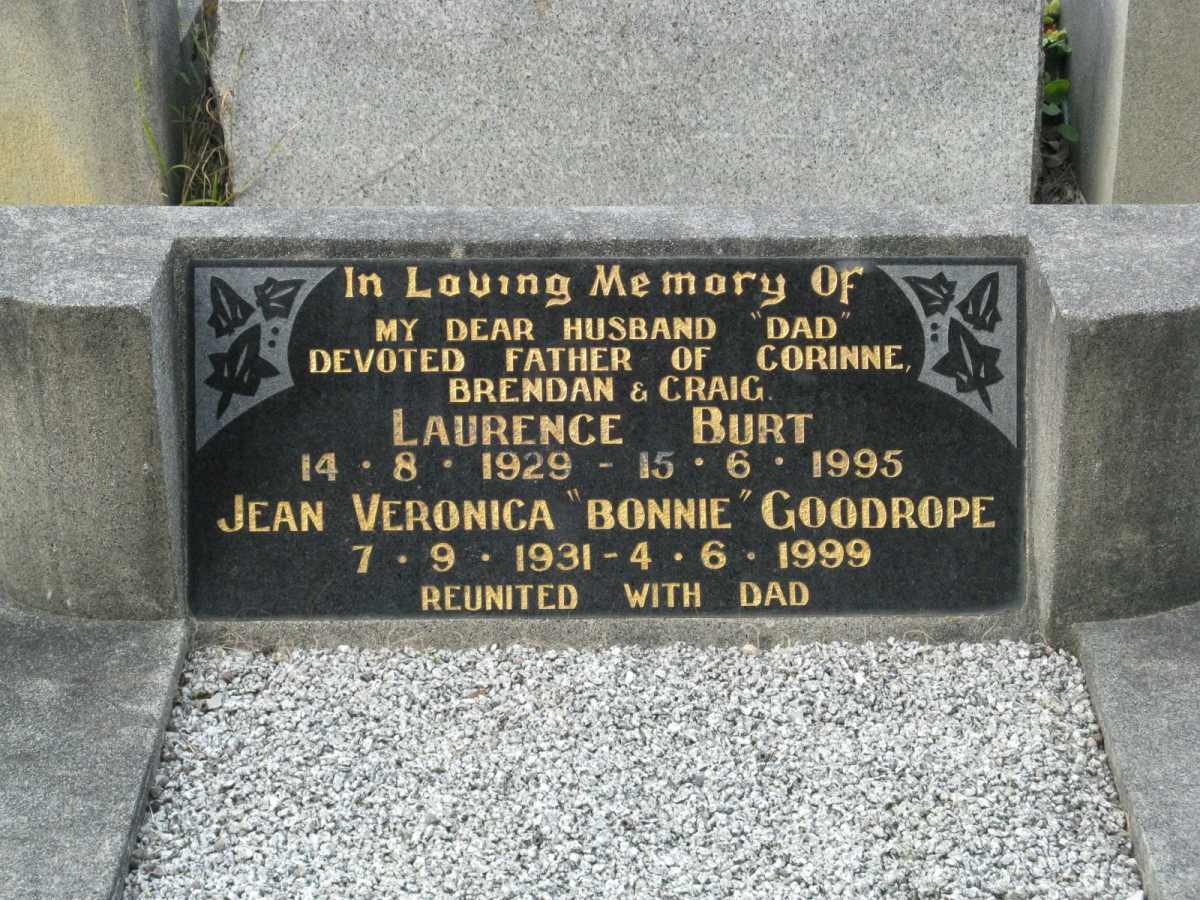 In Loving Memory Of
MY DEAR HUSBAND "DAD"
DEVOTED FATHER OF CORINNE,
BRENDAN & CRAIG.
LAURENCE BURT
14 · 8 · 1929 - 15 · 6 · 1995
JEAN VERONICA "BONNIE" GOODROPE
7 · 9 · 1931 - 4 · 6 · 1999
REUNITED WITH DAD